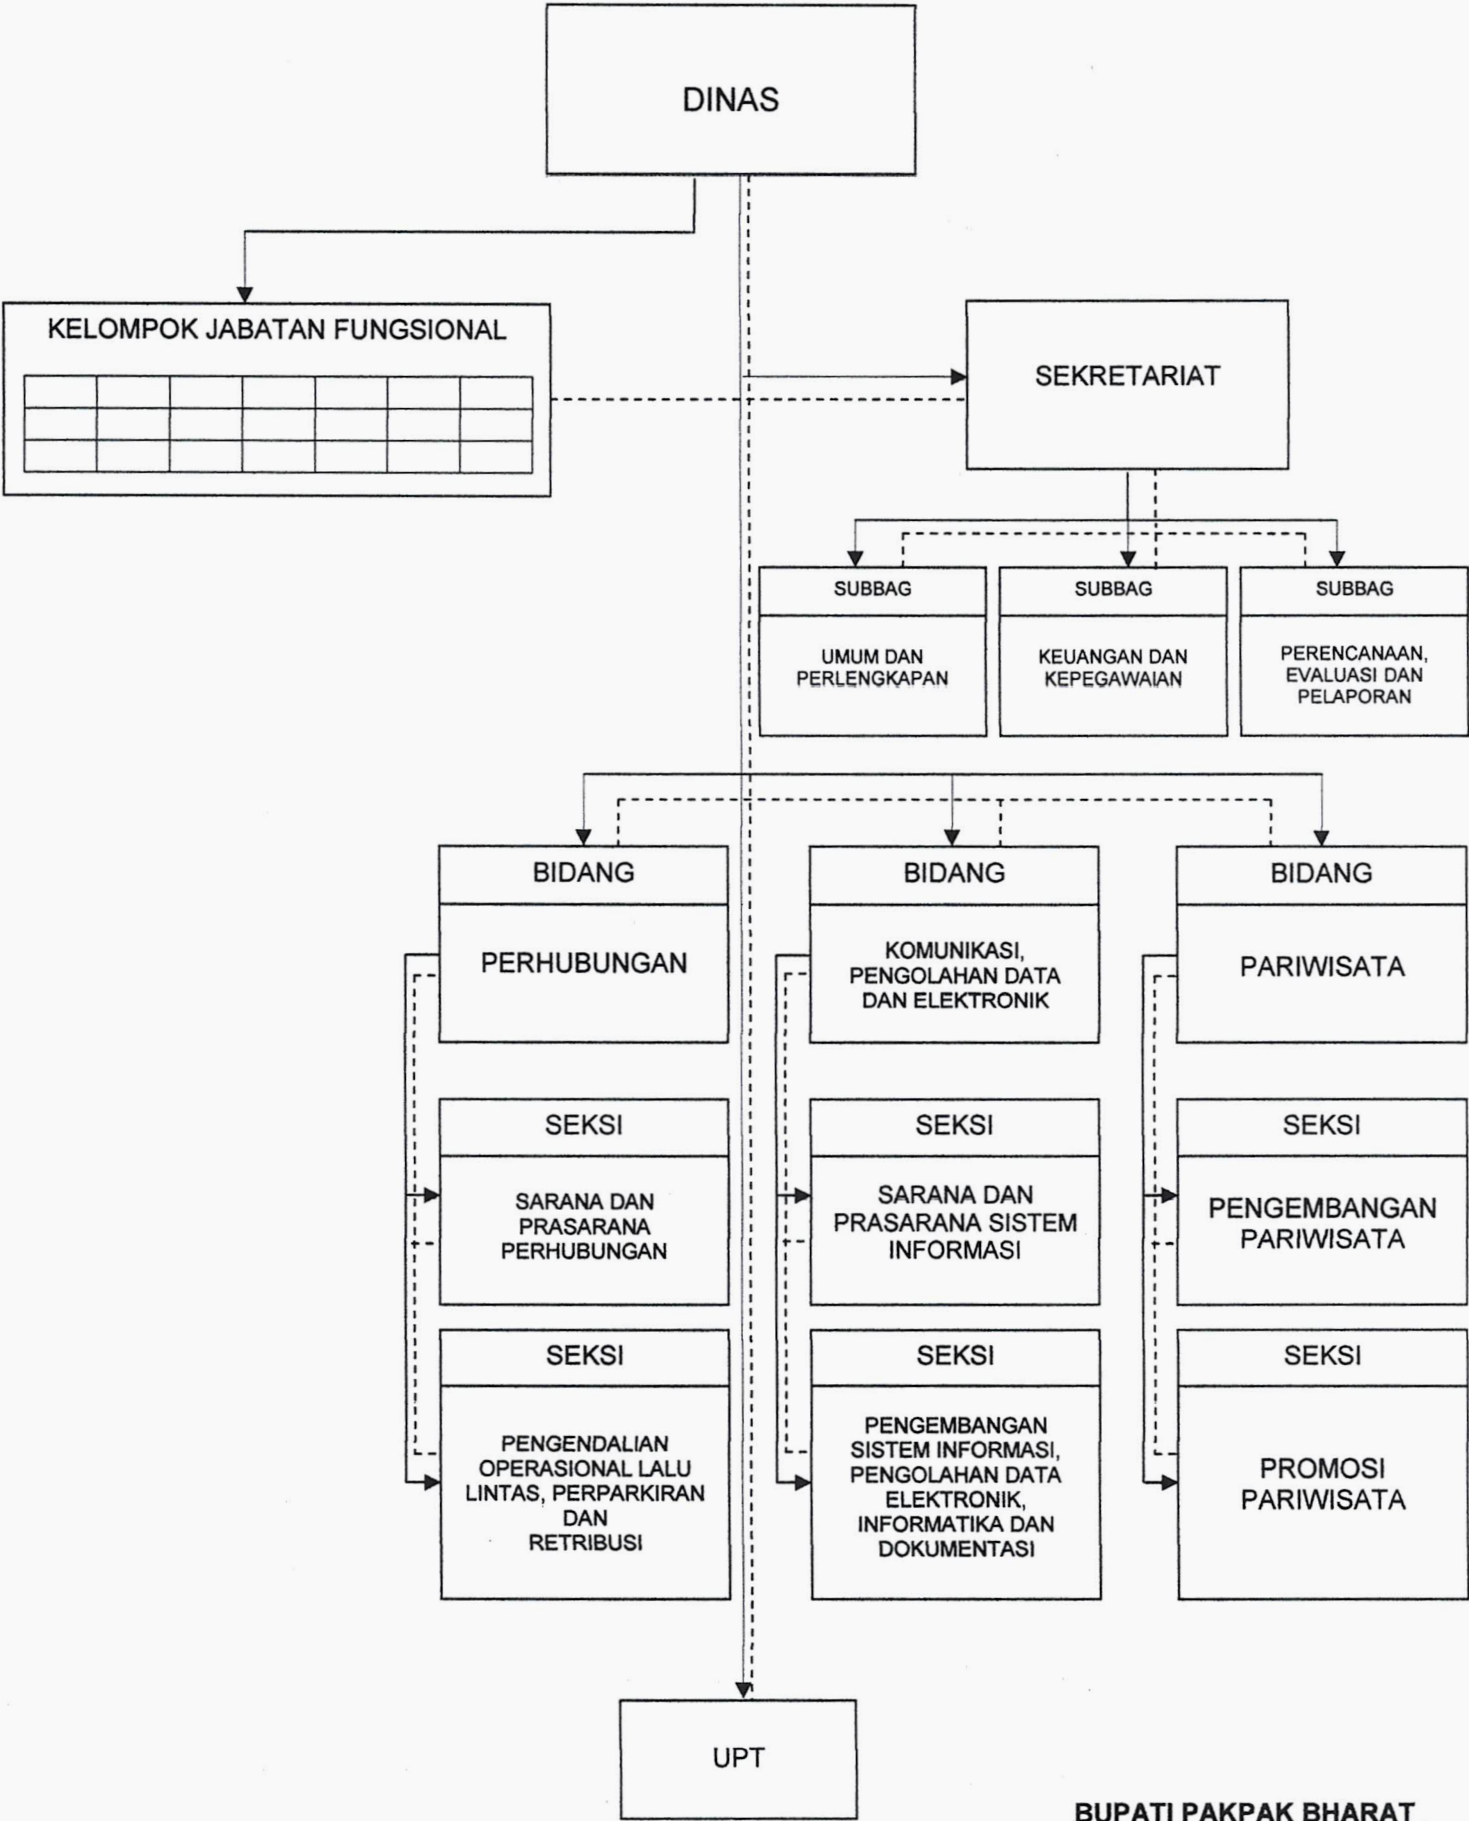 DINAS
KELOMPOK JABATAN FUNGSIONAL
SEKRETARIAT
SUBBAG
UMUM DAN
PERLENGKAPAN
SUBBAG
KEUANGAN DAN
KEPEGAWAIAN
SUBBAG
PERENCANAAN,
EVALUASI DAN
PELAPORAN
BIDANG
PERHUBUNGAN
BIDANG
KOMUNIKASI,
PENGOLAHAN DATA
DAN ELEKTRONIK
BIDANG
PARIWISATA
SEKSI
SARANA DAN
PRASARANA
PERHUBUNGAN
SEKSI
SARANA DAN
PRASARANA SISTEM
INFORMASI
SEKSI
PENGEMBANGAN
PARIWISATA
SEKSI
PENGENDALIAN
OPERASIONAL LALU
LINTAS, PERPARKIRAN
DAN
RETRIBUSI
SEKSI
PENGEMBANGAN
SISTEM INFORMASI,
PENGOLAHAN DATA
ELEKTRONIK,
INFORMATIKA DAN
DOKUMENTASI
SEKSI
PROMOSI
PARIWISATA
UPT
BUPATI PAKPAK BHARAT